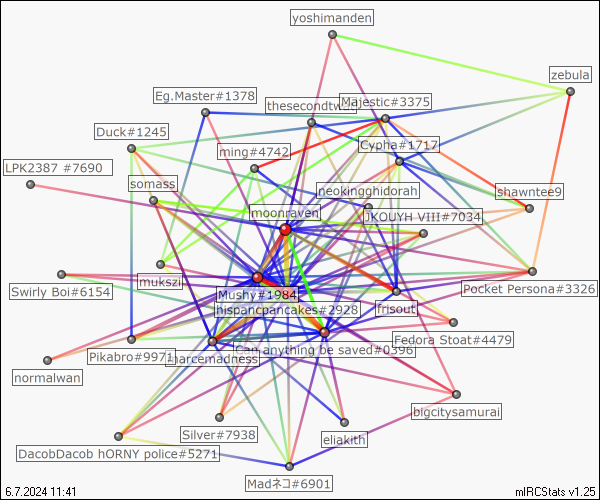 yoshimanden
zebula
Eg.Master#1378
Majestic#3375
Duck#1245
Cypha#1717
ming#4742
LPK2387 #7690
somass
neokingghidorah
shawntee9
moonraven
JKOUYH VIII#7034
mukszii
Swirly Boi#6154
Mushy#1984
Pocket Persona#3326
hispancpancakes#2928
frisout
Fedora Stoat#4479
Pikabro#9971
Can anything be saved#0396
normalwan
bigcitysamurai
Silver#7938
eliakith
DacobDacob hORNY police#5271
Madネコ#6901
6.7.2024 11:41
mIRCStats v1.25